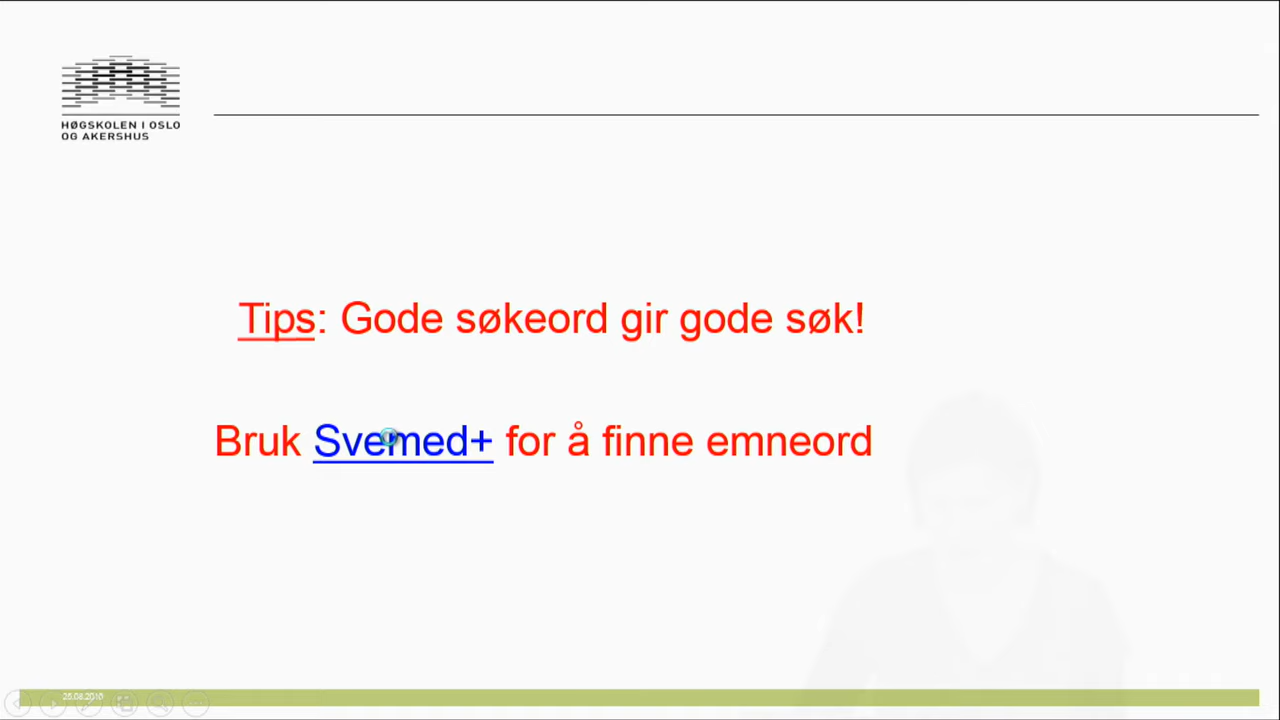 HØGSKOLEN I OSLO
OG AKERSHUS
Tips: Gode søkeord gir gode søk!
Bruk Svemed+ for å finne emneord